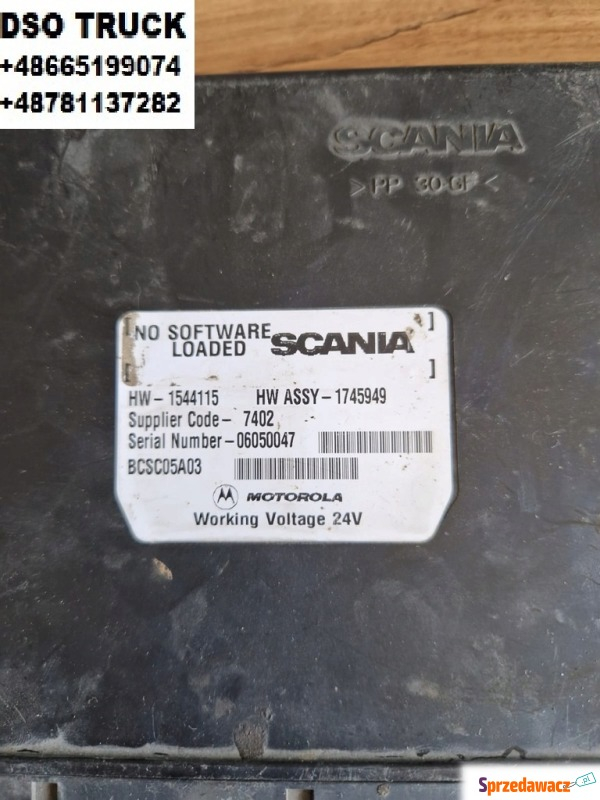 DSO TRUCK
+48665199074
+48781137282
SCANIA
>PP 30-GF<
[NO SOFTWARE ]
LOADED SCANIA
[ ]
HW-1544115 HW ASSY-1745949
Supplier Code- 7402
Serial Number-06050047
BCSC05A03
MOTOROLA
Working Voltage 24V
Sprzedawacz.pl